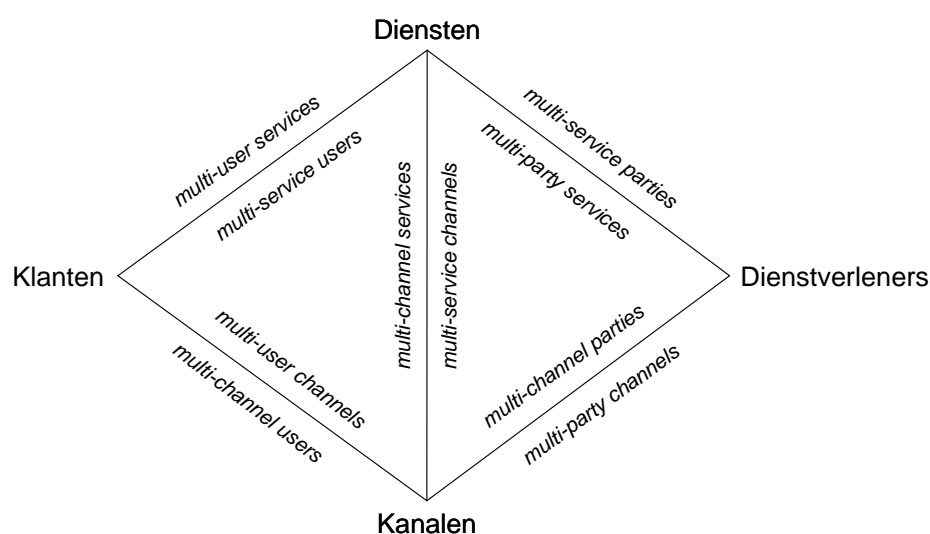 Diensten
multi-user services
multi-service users
multi-service parties
multi-party services
multi-channel services
multi-service channels
Klanten
Dienstverleners
multi-user channels
multi-channel users
multi-channel parties
multi-party channels
Kanalen